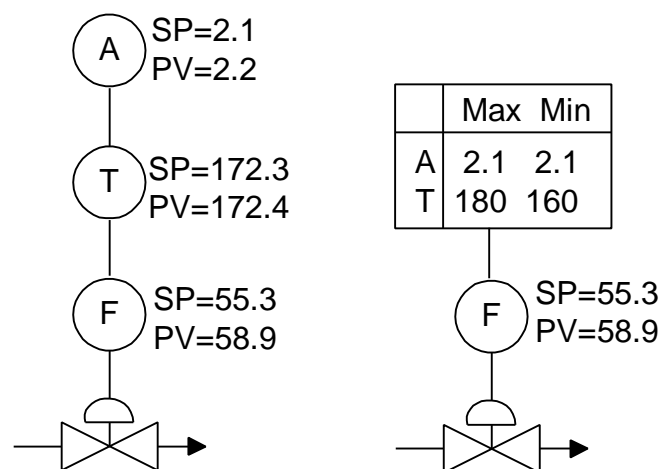 A
SP=2.1
PV=2.2
T
SP=172.3
PV=172.4
F
SP=55.3
PV=58.9
Max Min
A 2.1 2.1
T 180 160
F
SP=55.3
PV=58.9